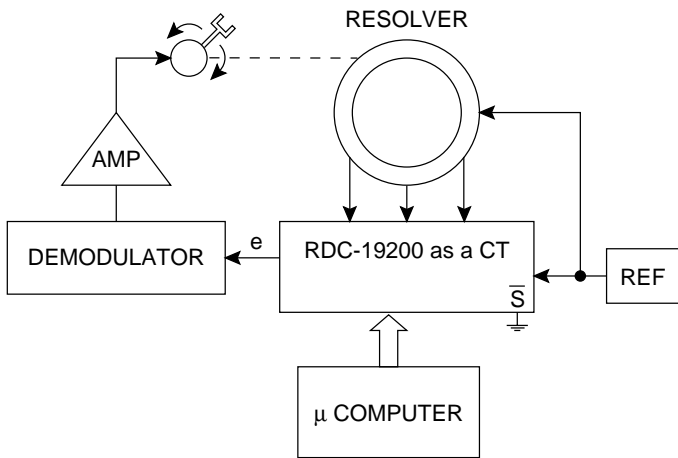 RESOLVER
AMP
DEMODULATOR
e
RDC-19200 as a CT
S̅
REF
µ COMPUTER